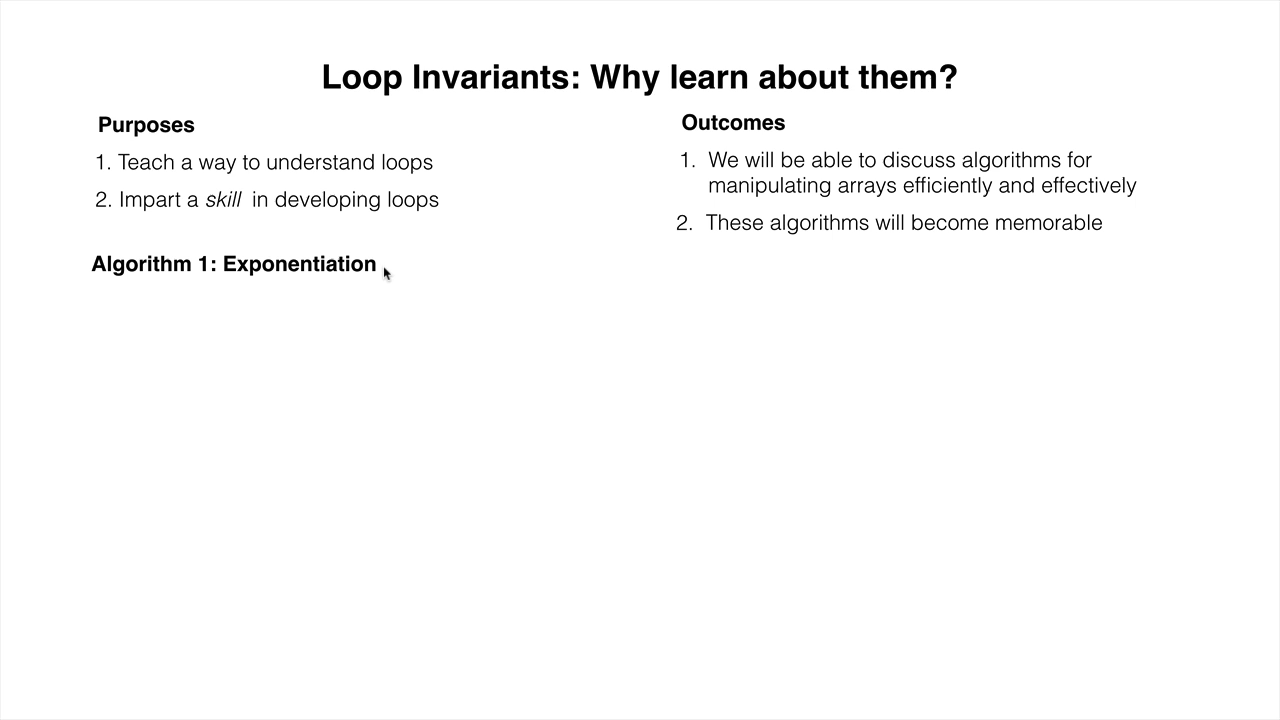 Loop Invariants: Why learn about them?
Purposes
1. Teach a way to understand loops
2. Impart a skill in developing loops
Outcomes
1. We will be able to discuss algorithms for
manipulating arrays efficiently and effectively
2. These algorithms will become memorable
Algorithm 1: Exponentiation